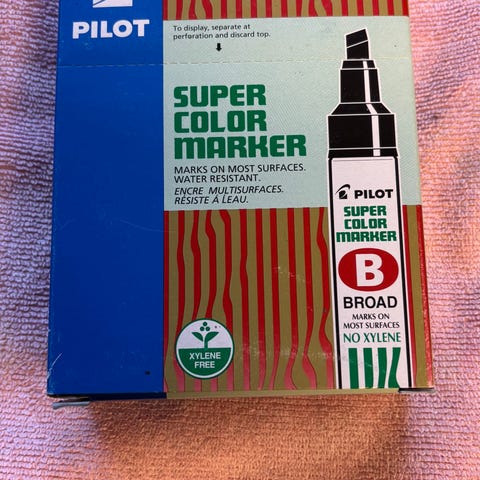 PILOT
To display, separate at
perforation and discard top.
SUPER
COLOR
MARKER
MARKS ON MOST SURFACES.
WATER RESISTANT.
ENCRE MULTISURFACES.
RÉSISTE À LEAU.
PILOT
SUPER
COLOR
MARKER
B
BROAD
MARKS ON
MOST SURFACES
NO XYLENE
XYLENE
FREE